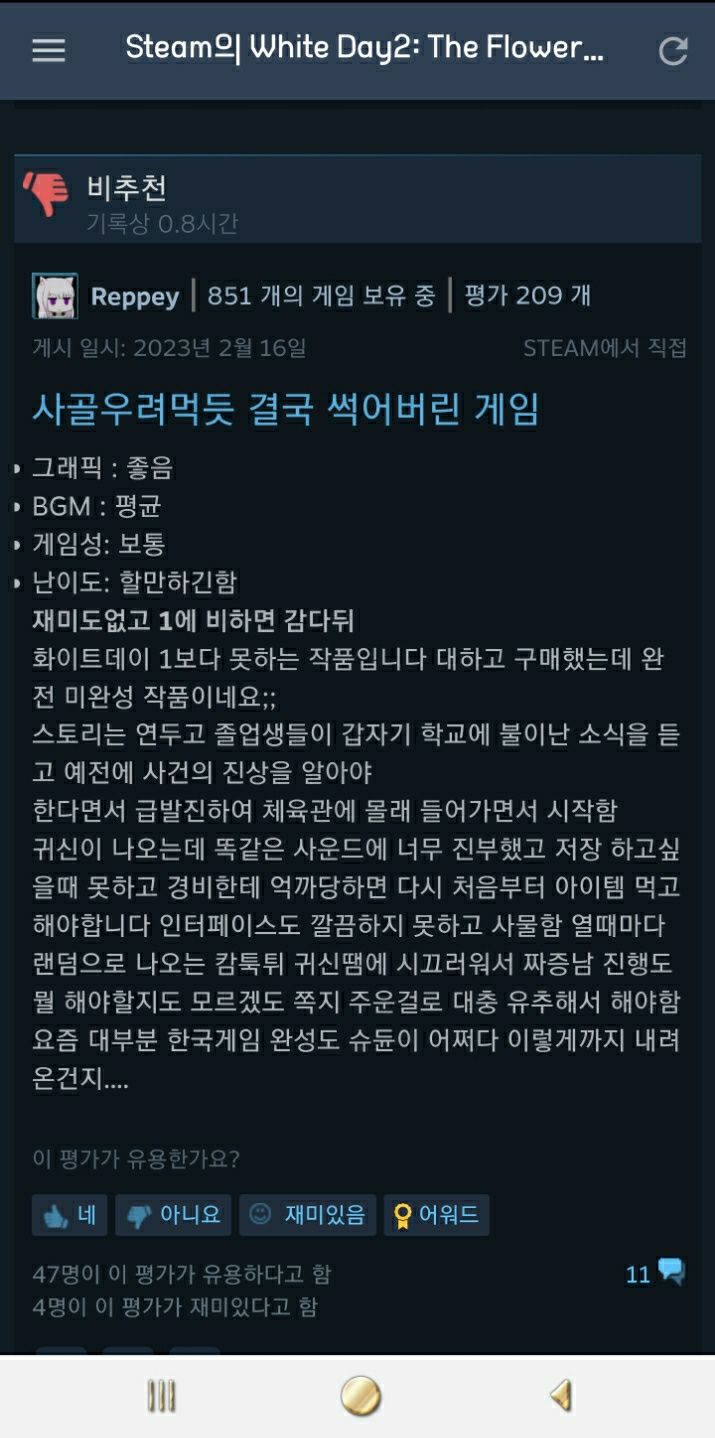 Steam의 White Day2: The Flower...
비추천
기록상 0.8시간
Reppey | 851 개의 게임 보유 중 | 평가 209 개
게시 일시: 2023년 2월 16일 STEAM에서 직접
사골우려먹듯 결국 썩어버린 게임
그래픽 : 좋음
BGM : 평균
게임성: 보통
난이도: 할만하긴함
재미도없고 1에 비하면 감다뒤
화이트데이 1보다 못하는 작품입니다 대하고 구매했는데 완
전 미완성 작품이네요;;
스토리는 연두고 졸업생들이 갑자기 학교에 불이난 소식을 듣
고 예전에 사건의 진상을 알아야
한다면서 급발진하여 체육관에 몰래 들어가면서 시작함
귀신이 나오는데 똑같은 사운드에 너무 진부했고 저장 하고싶
을때 못하고 경비한테 억까당하면 다시 처음부터 아이템 먹고
해야합니다 인터페이스도 깔끔하지 못하고 사물함 열때마다
랜덤으로 나오는 캄툭튀 귀신땜에 시끄러워서 짜증남 진행도
뭘 해야할지도 모르겠도 쪽지 주운걸로 대충 유추해서 해야함
요즘 대부분 한국게임 완성도 슈듄이 어쩌다 이렇게까지 내려
온건지....
이 평가가 유용한가요?
네 아니요 재미있음 어워드
47명이 이 평가가 유용하다고 함 11
4명이 이 평가가 재미있다고 함